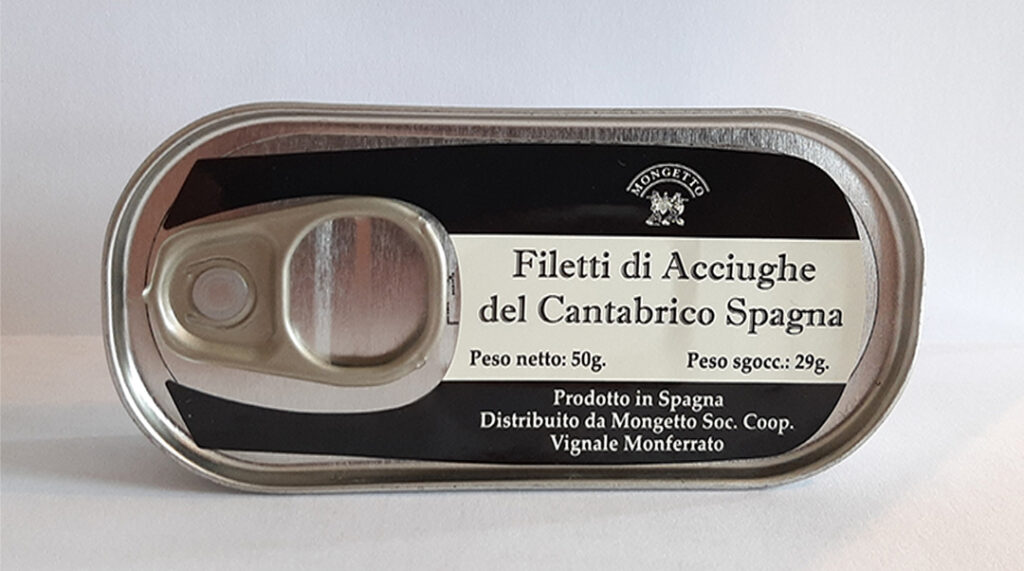 MONGETTO
Filetti di Acciughe
del Cantabrico Spagna
Peso netto: 50g. Peso sgocc.: 29g.
Prodotto in Spagna
Distribuito da Mongetto Soc. Coop.
Vignale Monferrato